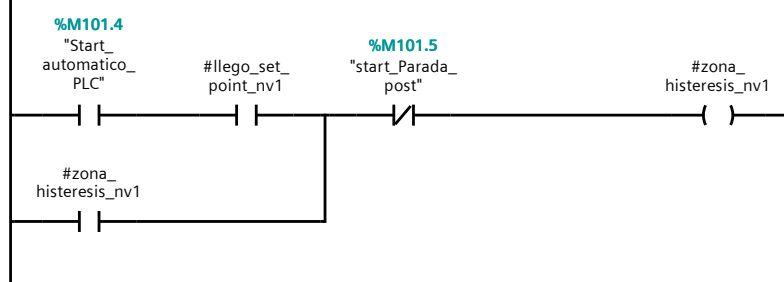 %M101.4
"Start_
automatico_
PLC"
#llego_set_
point_nv1
%M101.5
"start_Parada_
post"
#zona_
histeresis_nv1
#zona_
histeresis_nv1